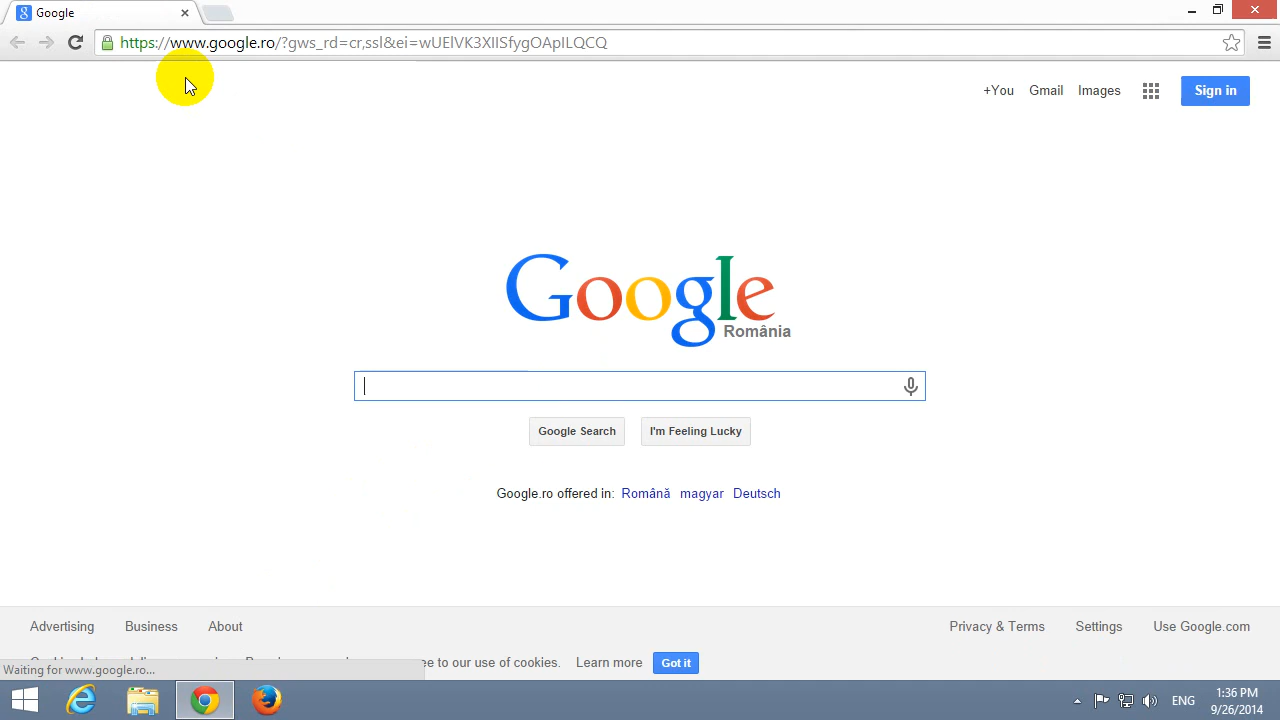 Google
https://www.google.ro/?gws_rd=cr,ssl&ei=wUElVK3XIISfygOApILQCQ
+You Gmail Images Sign in
Google
România
Google Search I'm Feeling Lucky
Google.ro offered in: Română magyar Deutsch
Advertising Business About Privacy & Terms Settings Use Google.com
ee to our use of cookies. Learn more Got it
Waiting for www.google.ro...
ENG
1:36 PM
9/26/2014